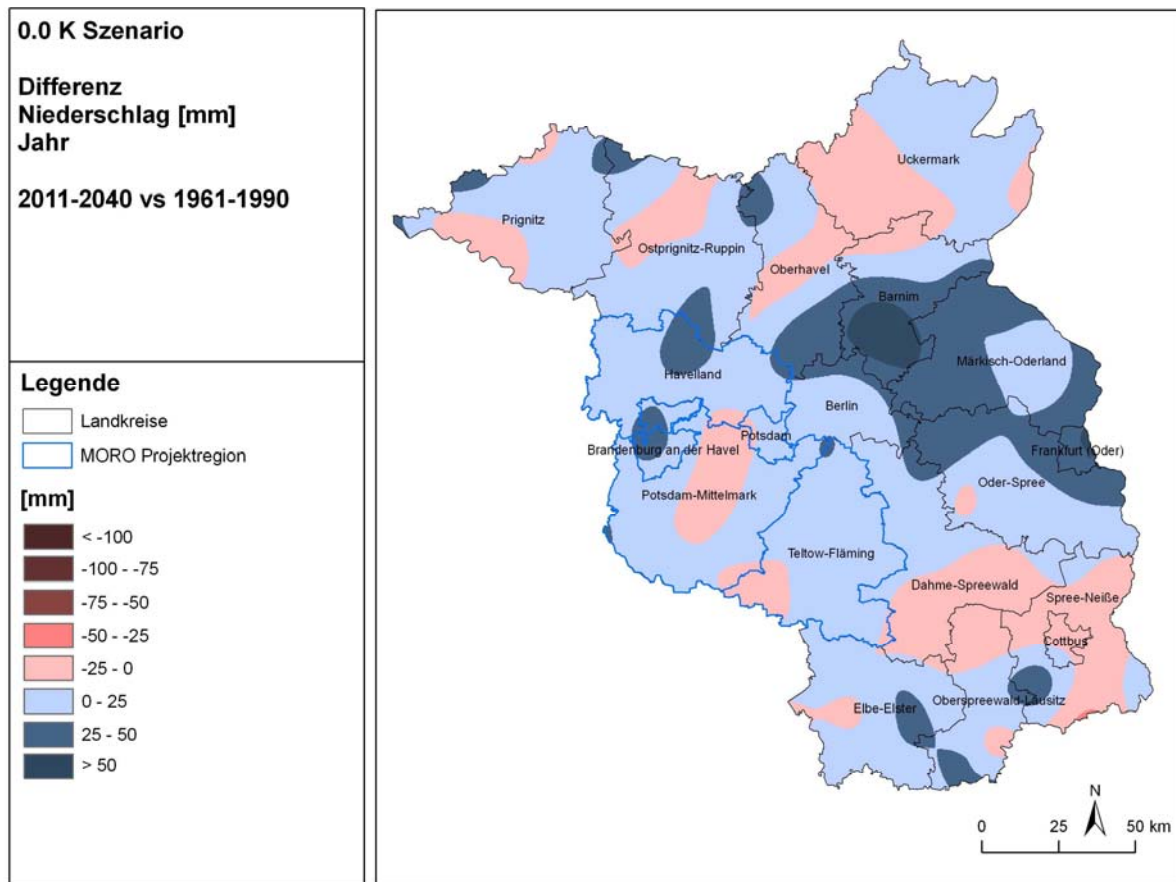 0.0 K Szenario
Differenz
Niederschlag [mm]
Jahr
2011-2040 vs 1961-1990
Legende
Landkreise
MORO Projektregion
[mm]
< -100
-100 - -75
-75 - -50
-50 - -25
-25 - 0
0 - 25
25 - 50
> 50
Uckermark
Prignitz
Ostprignitz-Ruppin
Oberhavel
Barnim
Märkisch-Oderland
Havelland
Berlin
Potsdam
Brandenburg an der Havel
Frankfurt (Oder)
Oder-Spree
Potsdam-Mittelmark
Teltow-Fläming
Dahme-Spreewald
Spree-Neiße
Cottbus
Oberspreewald-Lausitz
Elbe-Elster
N
0 25 50 km